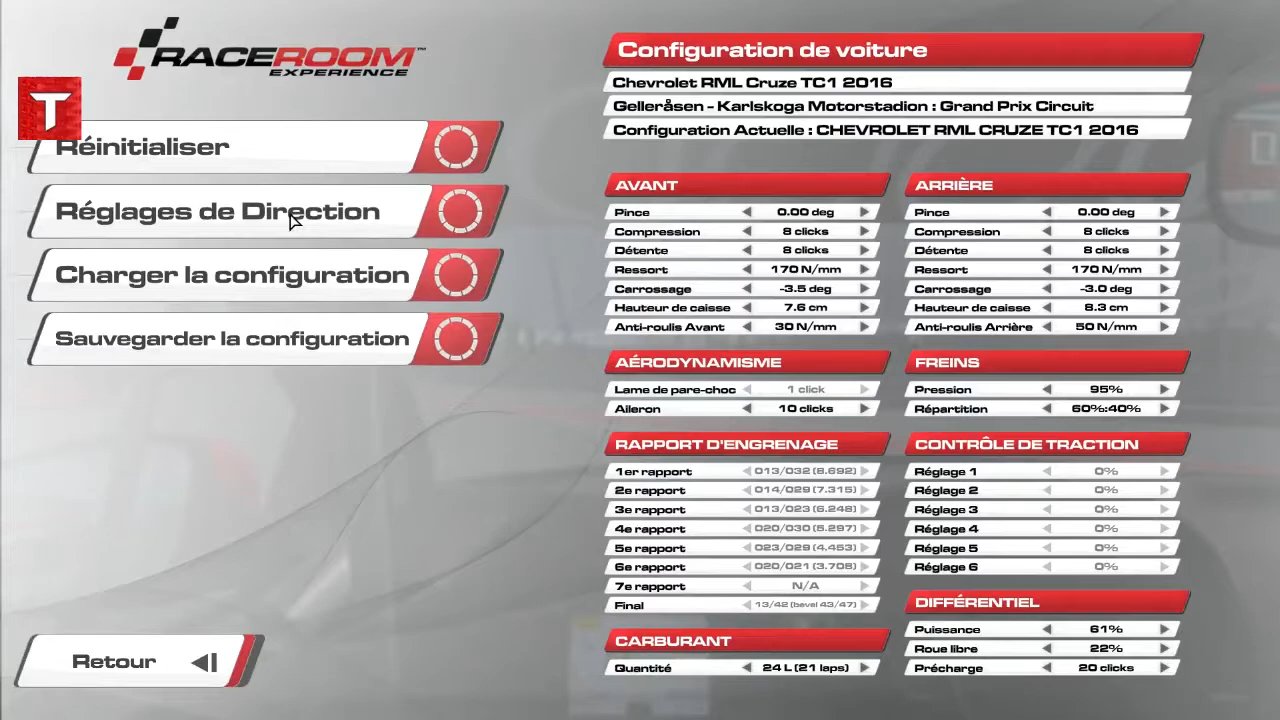 RACEROOM™
EXPERIENCE
T
Réinitialiser
Réglages de Direction
Charger la configuration
Sauvegarder la configuration
Retour
Configuration de voiture
Chevrolet RML Cruze TC1 2016
Gelleråsen - Karlskoga Motorstadion : Grand Prix Circuit
Configuration Actuelle : CHEVROLET RML CRUZE TC1 2016
AVANT
Pince 0.00 deg
Compression 8 clicks
Détente 8 clicks
Ressort 170 N/mm
Carrossage -3.5 deg
Hauteur de caisse 7.6 cm
Anti-roulis Avant 30 N/mm
ARRIÈRE
Pince 0.00 deg
Compression 8 clicks
Détente 8 clicks
Ressort 170 N/mm
Carrossage -3.0 deg
Hauteur de caisse 8.3 cm
Anti-roulis Arrière 50 N/mm
AÉRODYNAMISME
Lame de pare-choc 1 click
Aileron 10 clicks
FREINS
Pression 95%
Répartition 60%:40%
RAPPORT D'ENGRENAGE
1er rapport 013/032 (8.692)
2e rapport 014/029 (7.315)
3e rapport 013/023 (6.248)
4e rapport 020/030 (5.297)
5e rapport 023/029 (4.453)
6e rapport 020/021 (3.708)
7e rapport N/A
Final 13/42 (bevel 43/47)
CONTRÔLE DE TRACTION
Réglage 1 0%
Réglage 2 0%
Réglage 3 0%
Réglage 4 0%
Réglage 5 0%
Réglage 6 0%
CARBURANT
Quantité 24 L (21 laps)
DIFFÉRENTIEL
Puissance 61%
Roue libre 22%
Précharge 20 clicks